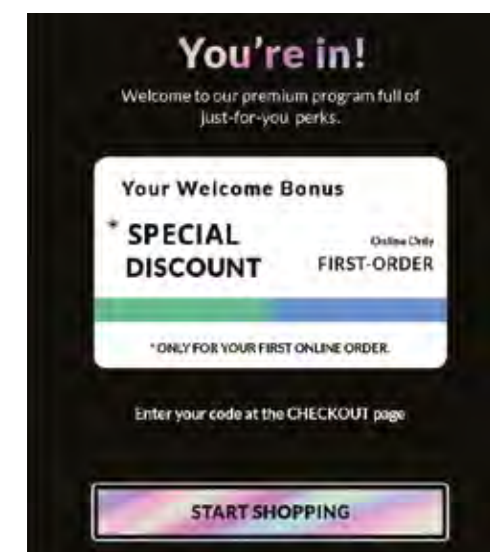 You're in!
Welcome to our premium program full of
just-for-you perks.
Your Welcome Bonus
* SPECIAL
DISCOUNT
Online Only
FIRST-ORDER
*ONLY FOR YOUR FIRST ONLINE ORDER.
Enter your code at the CHECKOUT page
START SHOPPING